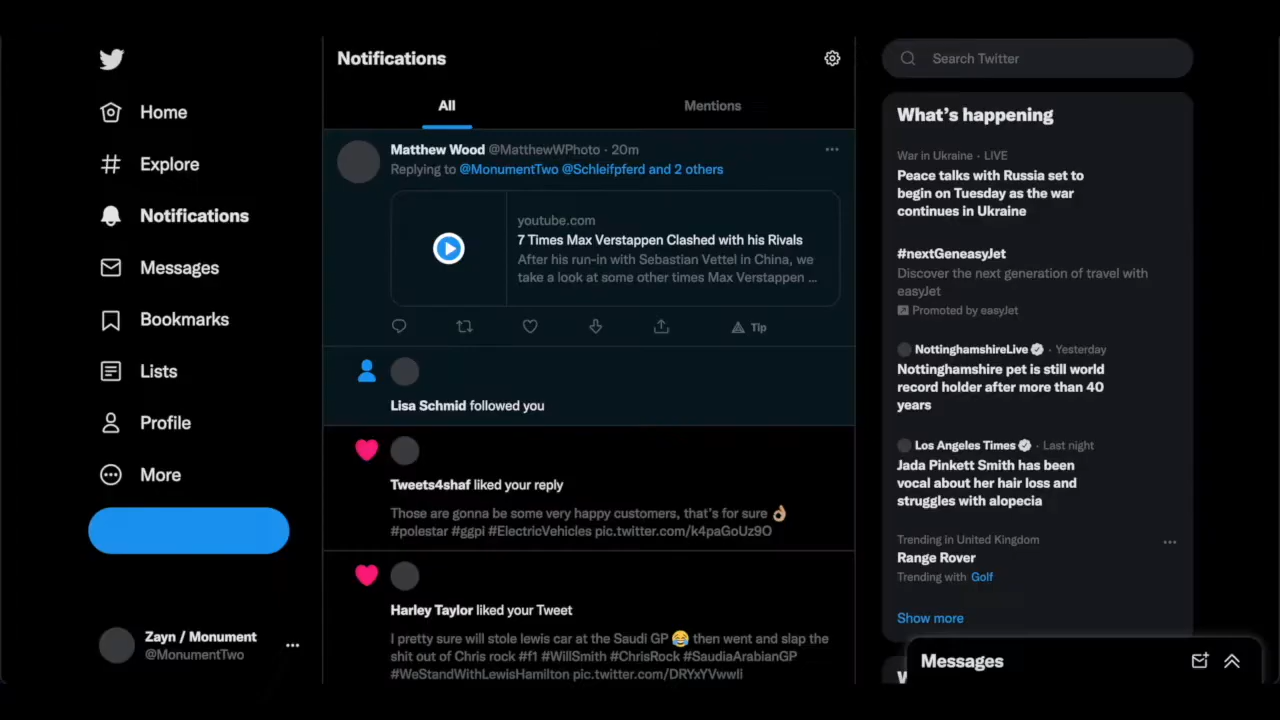 Home
Explore
Notifications
Messages
Bookmarks
Lists
Profile
More
Zayn / Monument
@MonumentTwo
Notifications
All
Mentions
Matthew Wood @MatthewWPhoto · 20m
Replying to @MonumentTwo @Schleifpferd and 2 others
youtube.com
7 Times Max Verstappen Clashed with his Rivals
After his run-in with Sebastian Vettel in China, we
take a look at some other times Max Verstappen ...
Tip
Lisa Schmid followed you
Tweets4shaf liked your reply
Those are gonna be some very happy customers, that's for sure 👌🏼
#polestar #ggpi #ElectricVehicles pic.twitter.com/k4paGoUz9O
Harley Taylor liked your Tweet
I pretty sure will stole lewis car at the Saudi GP 😂 then went and slap the
shit out of Chris rock #f1 #WillSmith #ChrisRock #SaudiaArabianGP
#WeStandWithLewisHamilton pic.twitter.com/DRYxYVwwIi
Search Twitter
What's happening
War in Ukraine · LIVE
Peace talks with Russia set to
begin on Tuesday as the war
continues in Ukraine
#nextGeneasyJet
Discover the next generation of travel with
easyJet
Promoted by easyJet
NottinghamshireLive · Yesterday
Nottinghamshire pet is still world
record holder after more than 40
years
Los Angeles Times · Last night
Jada Pinkett Smith has been
vocal about her hair loss and
struggles with alopecia
Trending in United Kingdom
Range Rover
Trending with Golf
Show more
Messages